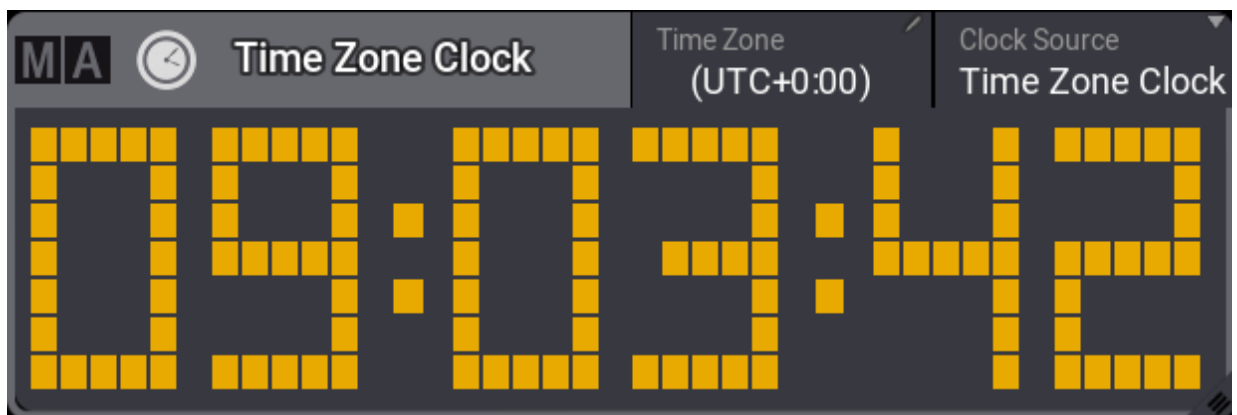 MA Time Zone Clock
Time Zone
(UTC+0:00)
Clock Source
Time Zone Clock
09:03:42